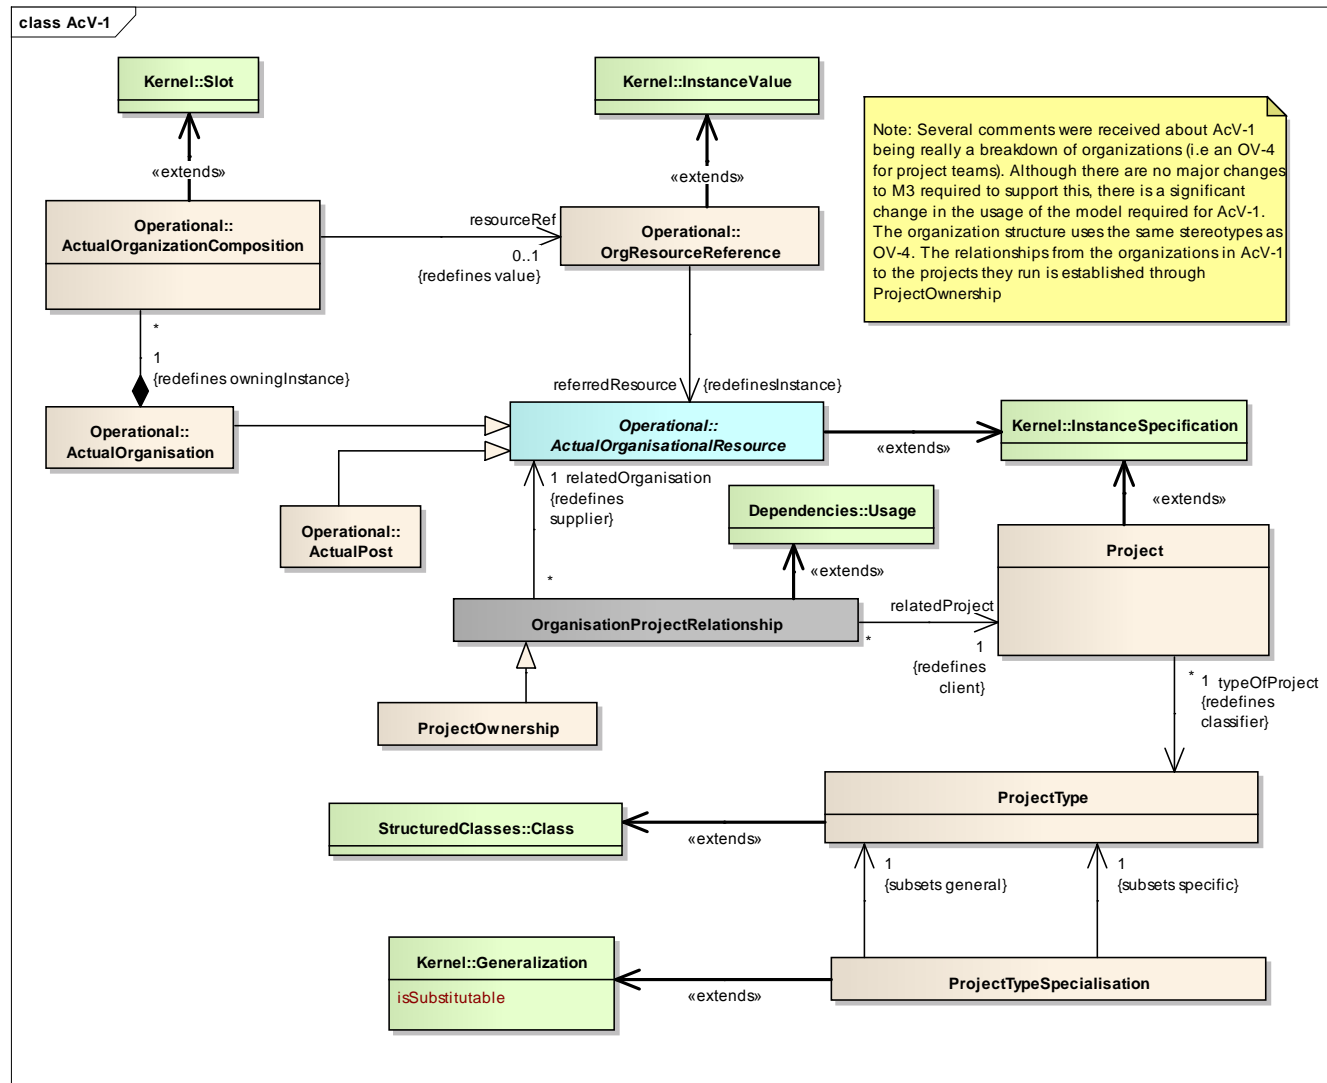 class AcV-1
Kernel::Slot
Kernel::InstanceValue
Note: Several comments were received about AcV-1
being really a breakdown of organizations (i.e an OV-4
for project teams). Although there are no major changes
to M3 required to support this, there is a significant
change in the usage of the model required for AcV-1.
The organization structure uses the same stereotypes as
OV-4. The relationships from the organizations in AcV-1
to the projects they run is established through
ProjectOwnership
«extends»
«extends»
Operational::
ActualOrganizationComposition
resourceRef
0..1
{redefines value}
Operational::
OrgResourceReference
*
1
{redefines owningInstance}
referredResource
{redefinesInstance}
Operational::
ActualOrganisation
Operational::
ActualOrganisationalResource
«extends»
Kernel::InstanceSpecification
1 relatedOrganisation
{redefines
supplier}
«extends»
Operational::
ActualPost
Dependencies::Usage
Project
«extends»
*
OrganisationProjectRelationship
relatedProject
*
1
{redefines
client}
* 1 typeOfProject
{redefines
classifier}
ProjectOwnership
ProjectType
StructuredClasses::Class
«extends»
1
{subsets general}
1
{subsets specific}
Kernel::Generalization
isSubstitutable
«extends»
ProjectTypeSpecialisation